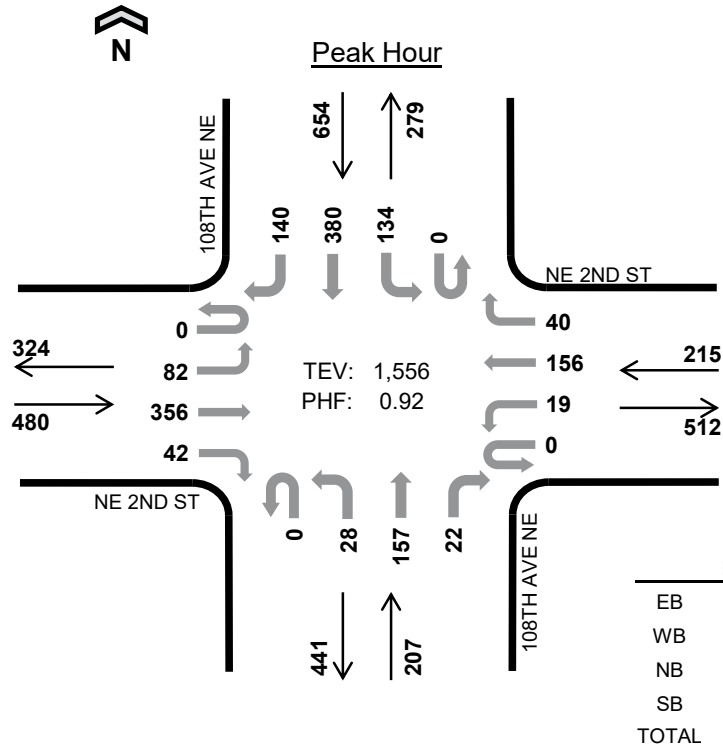 N
Peak Hour
654
279
108TH AVE NE
140
380
134
0
NE 2ND ST
0
40
324
82
TEV: 1,556
156
215
480
356
PHF: 0.92
19
512
42
0
NE 2ND ST
0
28
157
22
108TH AVE NE
441
207
EB
WB
NB
SB
TOTAL